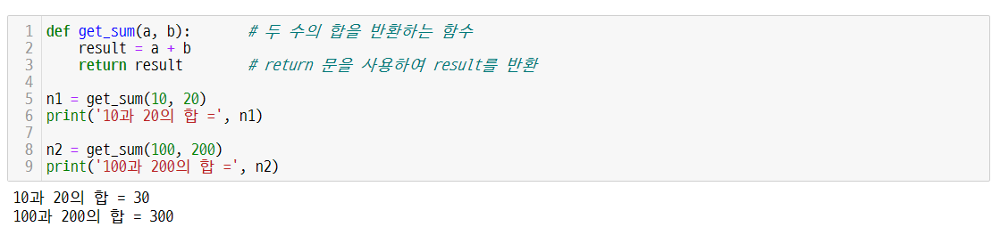 1 def get_sum(a, b):       # 두 수의 합을 반환하는 함수
2     result = a + b
3     return result        # return 문을 사용하여 result를 반환
4
5 n1 = get_sum(10, 20)
6 print('10과 20의 합 =', n1)
7
8 n2 = get_sum(100, 200)
9 print('100과 200의 합 =', n2)
10과 20의 합 = 30
100과 200의 합 = 300